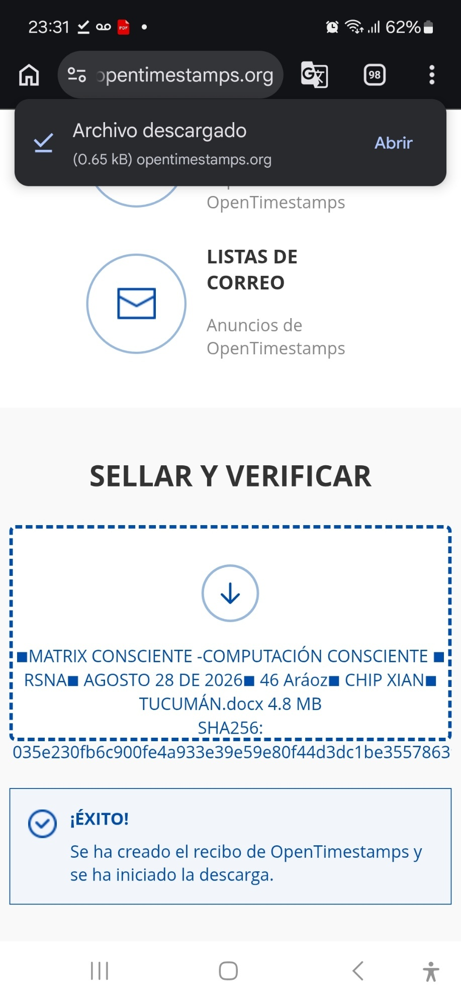 23:31 PDF 62%
opentimestamps.org G 98
Archivo descargado
(0.65 kB) opentimestamps.org
Abrir
OpenTimestamps
LISTAS DE
CORREO
Anuncios de
OpenTimestamps
SELLAR Y VERIFICAR
■MATRIX CONSCIENTE -COMPUTACIÓN CONSCIENTE ■
RSNA■ AGOSTO 28 DE 2026■ 46 Aráoz■ CHIP XIAN■
TUCUMÁN.docx 4.8 MB
SHA256:
035e230fb6c900fe4a933e39e59e80f44d3dc1be3557863
¡ÉXITO!
Se ha creado el recibo de OpenTimestamps y
se ha iniciado la descarga.